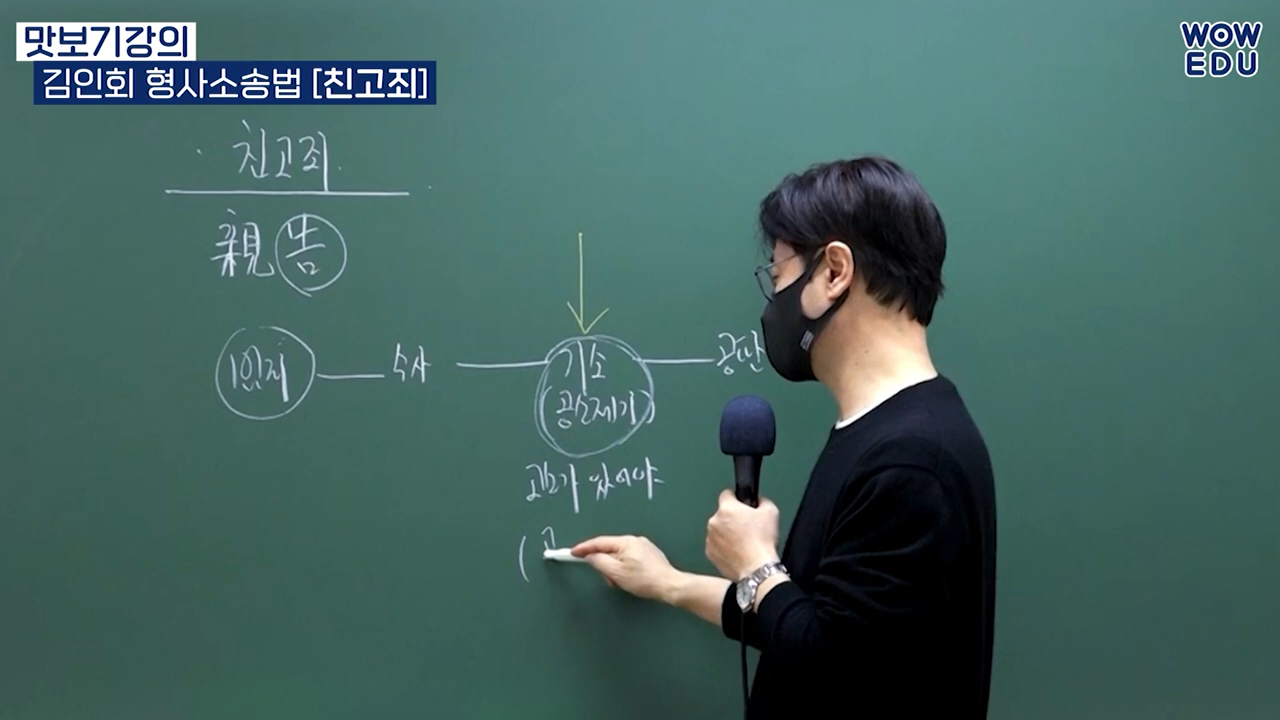 맛보기강의
김인회 형사소송법 [친고죄]
WOW
EDU
친고죄
親告
인지 수사 기소 공판
(공소제기)
고소가 있어야
(고